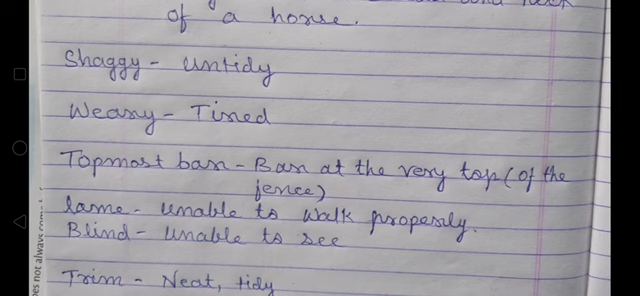 of a horse.
Shaggy - Untidy
Weary - Tired
Topmost bar - Bar at the very top (of the
fence)
lame - unable to walk properly.
Blind - Unable to see
Trim - Neat, tidy